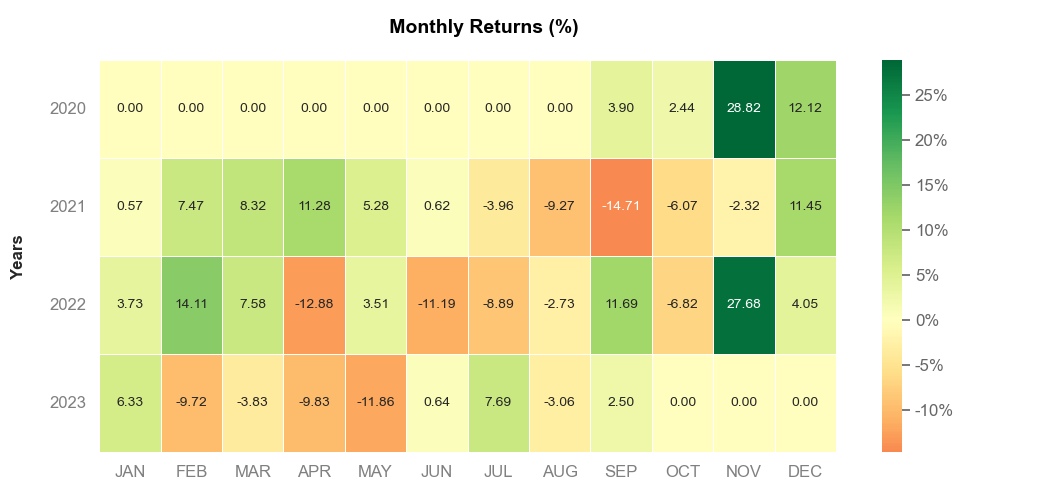 Monthly Returns (%)
Years
2020 0.00 0.00 0.00 0.00 0.00 0.00 0.00 0.00 3.90 2.44 28.82 12.12
2021 0.57 7.47 8.32 11.28 5.28 0.62 -3.96 -9.27 -14.71 -6.07 -2.32 11.45
2022 3.73 14.11 7.58 -12.88 3.51 -11.19 -8.89 -2.73 11.69 -6.82 27.68 4.05
2023 6.33 -9.72 -3.83 -9.83 -11.86 0.64 7.69 -3.06 2.50 0.00 0.00 0.00
JAN FEB MAR APR MAY JUN JUL AUG SEP OCT NOV DEC
25%
20%
15%
10%
5%
0%
-5%
-10%